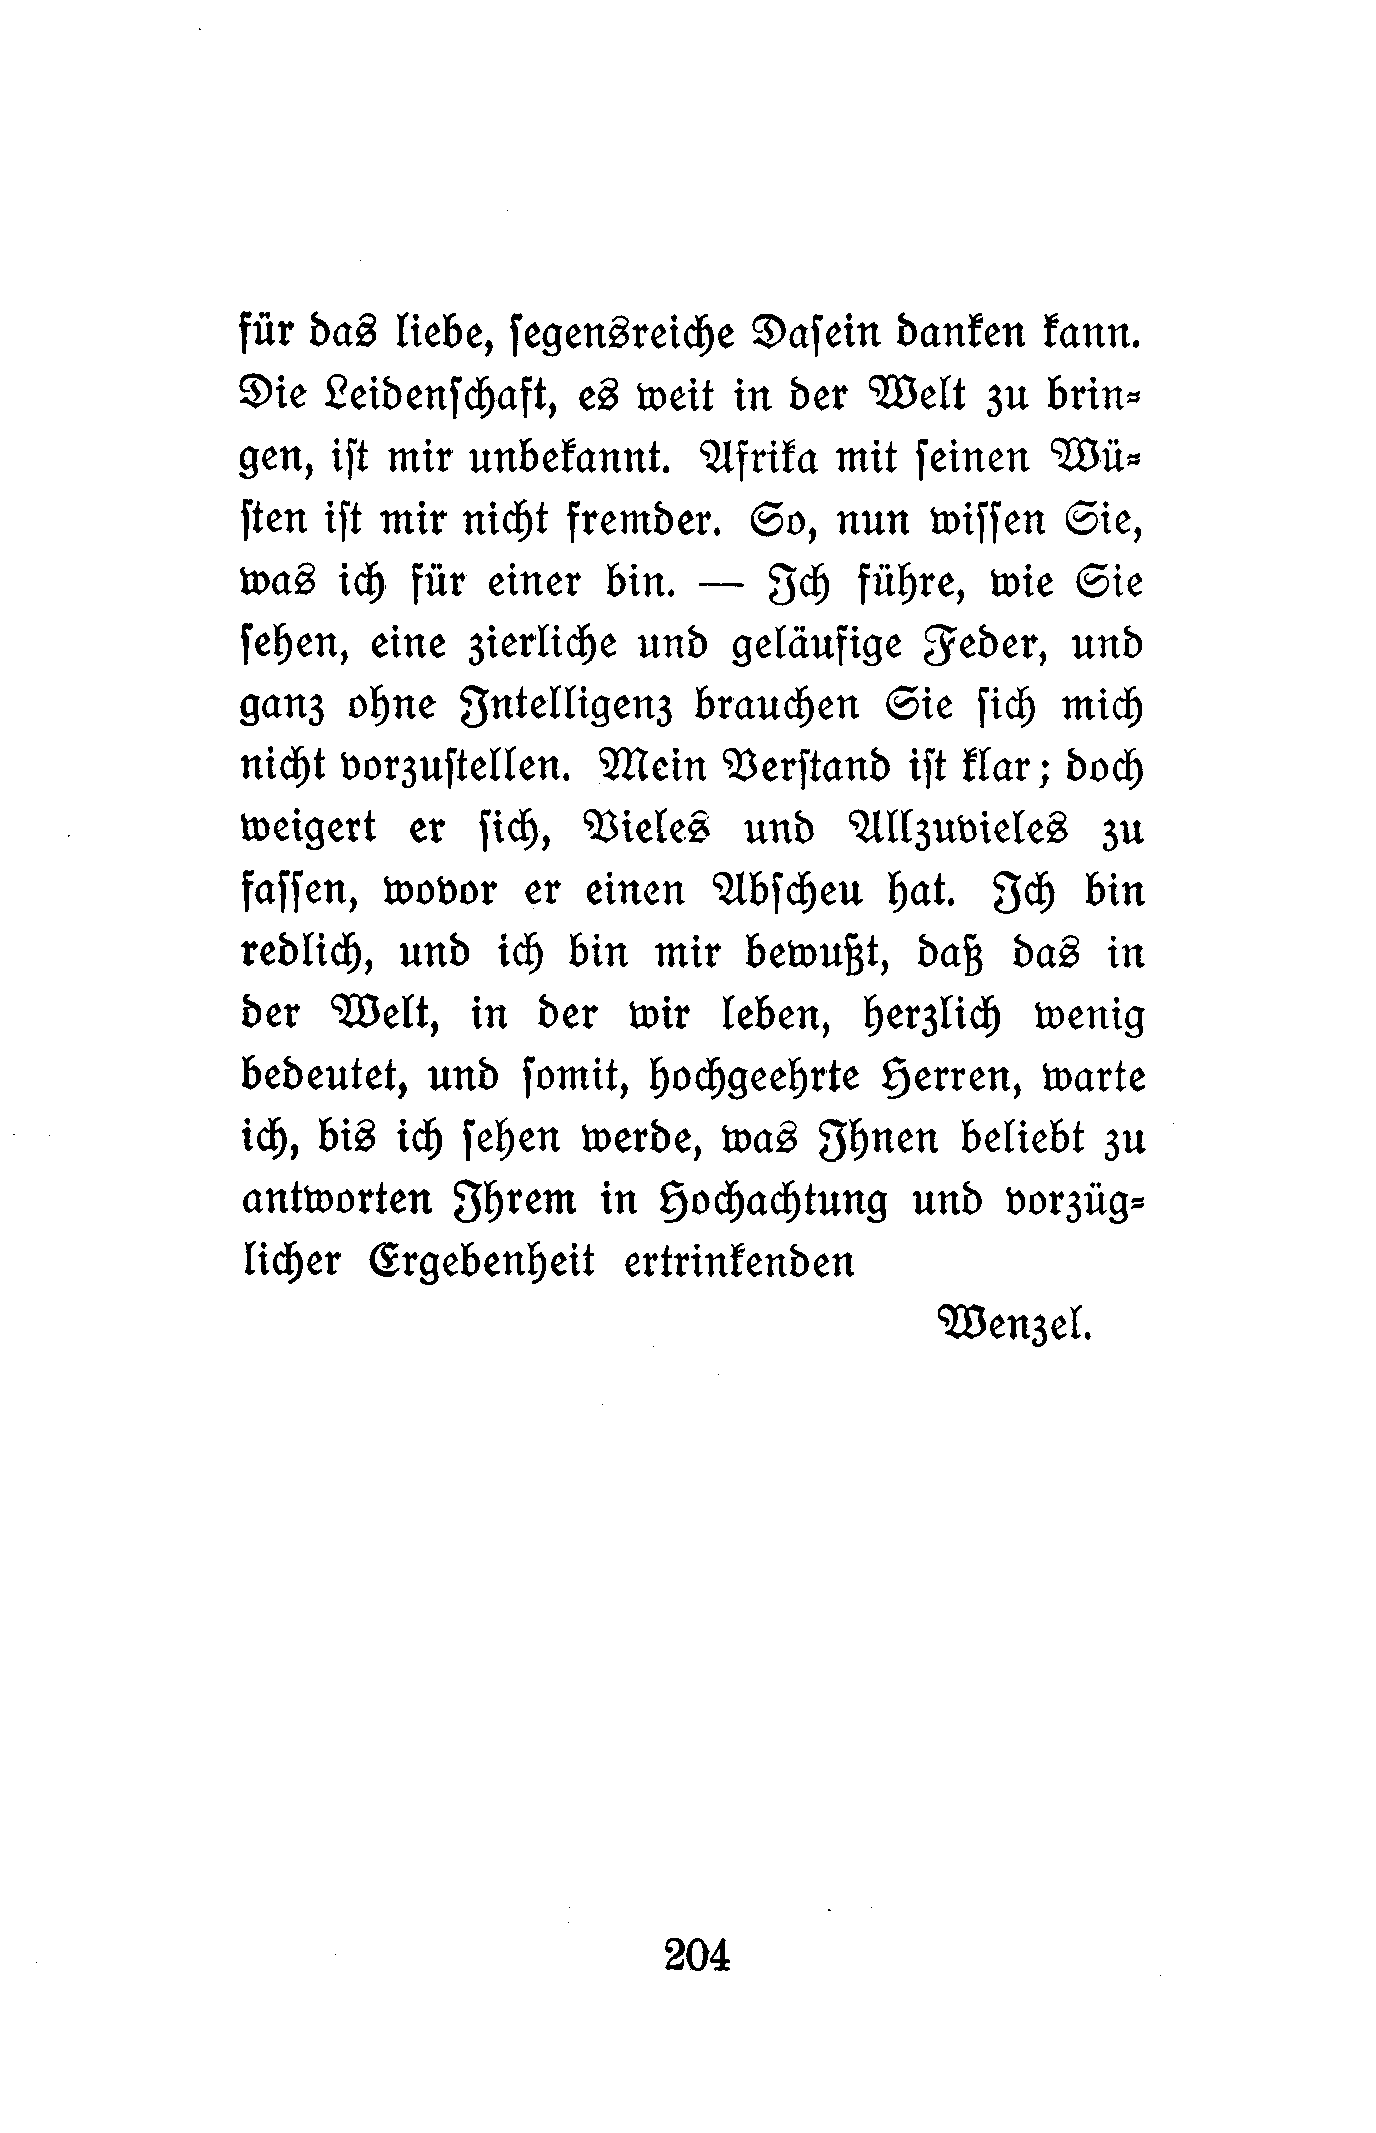 für das liebe, segensreiche Dasein danken kann.
Die Leidenschaft, es weit in der Welt zu brin-
gen, ist mir unbekannt. Afrika mit seinen Wü-
sten ist mir nicht fremder. So, nun wissen Sie,
was ich für einer bin. — Ich führe, wie Sie
sehen, eine zierliche und geläufige Feder, und
ganz ohne Intelligenz brauchen Sie sich mich
nicht vorzustellen. Mein Verstand ist klar; doch
weigert er sich, Vieles und Allzuvieles zu
fassen, wovor er einen Abscheu hat. Ich bin
redlich, und ich bin mir bewußt, daß das in
der Welt, in der wir leben, herzlich wenig
bedeutet, und somit, hochgeehrte Herren, warte
ich, bis ich sehen werde, was Ihnen beliebt zu
antworten Ihrem in Hochachtung und vorzüg-
licher Ergebenheit ertrinkenden
Wenzel.
204